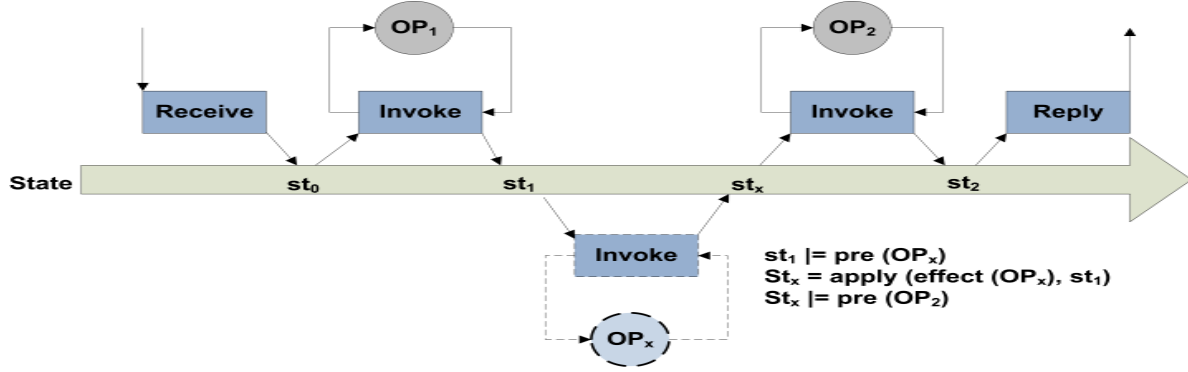 OP₁
OP₂
Receive
Invoke
Invoke
Reply
State
st₀
st₁
stₓ
st₂
Invoke
st₁ |= pre (OPₓ)
Stₓ = apply (effect (OPₓ), st₁)
Stₓ |= pre (OP₂)
OPₓ